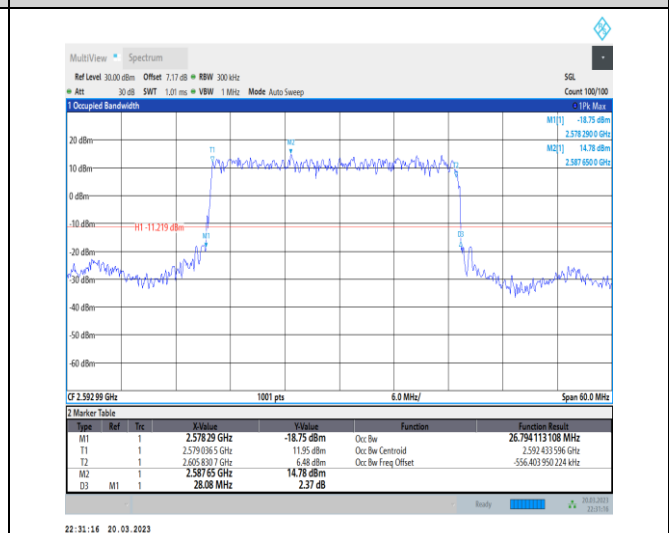 MultiView Spectrum
Ref Level 30.00 dBm Offset 7.17 dB RBW 300 kHz SGL
Att 30 dB SWT 1.01 ms VBW 1 MHz Mode Auto Sweep Count 100/100
1 Occupied Bandwidth 1Pk Max
M1[1] -18.75 dBm
2.578 290 0 GHz
M2[1] 14.78 dBm
2.587 650 0 GHz
20 dBm
T1
M2
10 dBm
T2
0 dBm
-10 dBm
H1 -11.219 dBm
M1
D3
-20 dBm
-30 dBm
-40 dBm
-50 dBm
-60 dBm
CF 2.592 99 GHz 1001 pts 6.0 MHz/ Span 60.0 MHz
2 Marker Table
Type Ref Trc X-Value Y-Value Function Function Result
M1 1 2.578 29 GHz -18.75 dBm Occ Bw 26.794 113 108 MHz
T1 1 2.579 036 5 GHz 11.95 dBm Occ Bw Centroid 2.592 433 596 GHz
T2 1 2.605 830 7 GHz 6.48 dBm Occ Bw Freq Offset -556.403 950 224 kHz
M2 1 2.587 65 GHz 14.78 dBm
D3 M1 1 28.08 MHz 2.37 dB
Ready 20.03.2023
22:31:16 20.03.2023